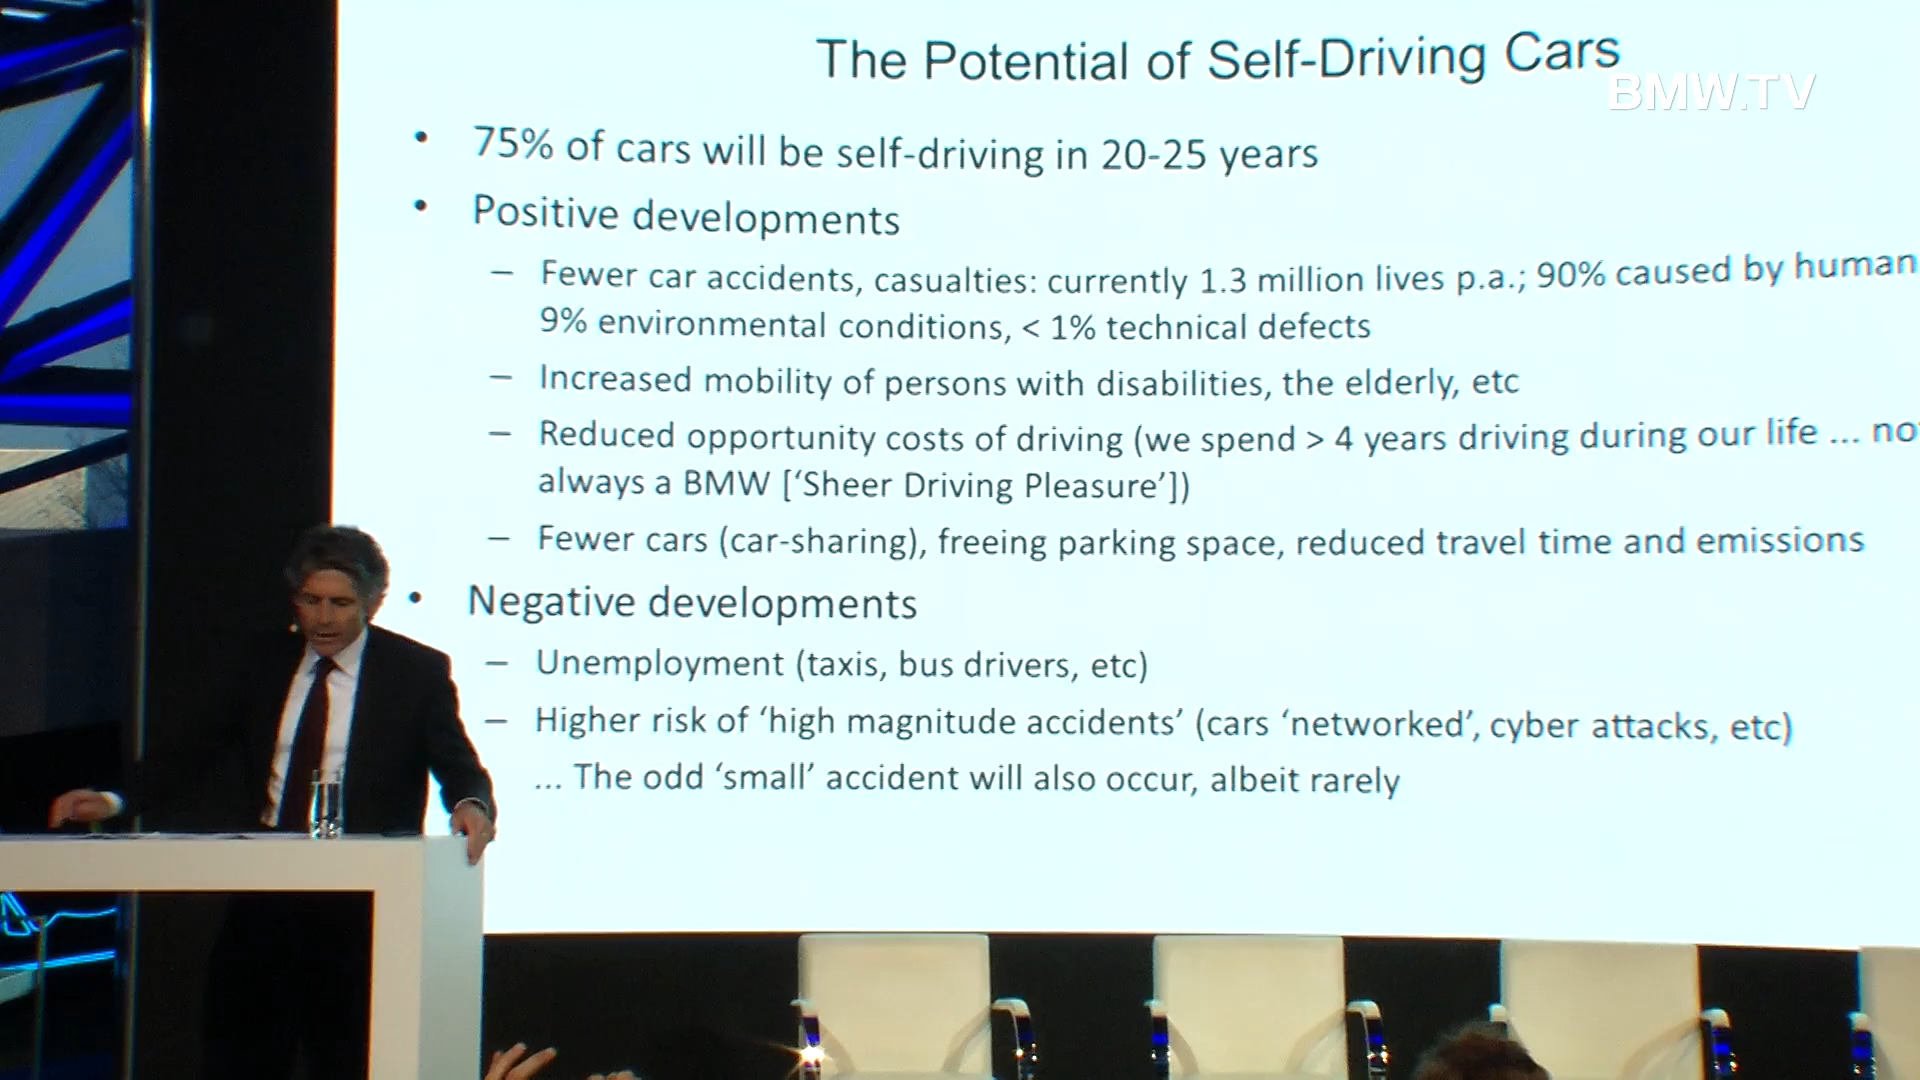 The Potential of Self-Driving Cars
BMW.TV
• 75% of cars will be self-driving in 20-25 years
• Positive developments
– Fewer car accidents, casualties: currently 1.3 million lives p.a.; 90% caused by human
9% environmental conditions, < 1% technical defects
– Increased mobility of persons with disabilities, the elderly, etc
– Reduced opportunity costs of driving (we spend > 4 years driving during our life ...
always a BMW [‘Sheer Driving Pleasure’])
– Fewer cars (car-sharing), freeing parking space, reduced travel time and emissions
• Negative developments
– Unemployment (taxis, bus drivers, etc)
– Higher risk of ‘high magnitude accidents’ (cars ‘networked’, cyber attacks, etc)
... The odd ‘small’ accident will also occur, albeit rarely